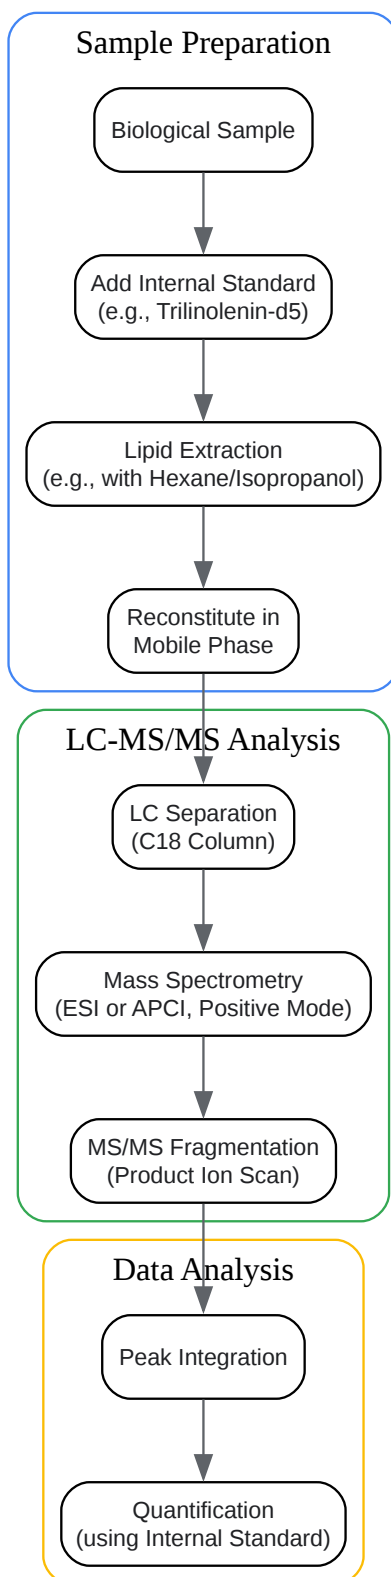 Sample Preparation
Biological Sample
Add Internal Standard
(e.g., Trilinolenin-d5)
Lipid Extraction
(e.g., with Hexane/Isopropanol)
Reconstitute in
Mobile Phase
LC-MS/MS Analysis
LC Separation
(C18 Column)
Mass Spectrometry
(ESI or APCI, Positive Mode)
MS/MS Fragmentation
(Product Ion Scan)
Data Analysis
Peak Integration
Quantification
(using Internal Standard)